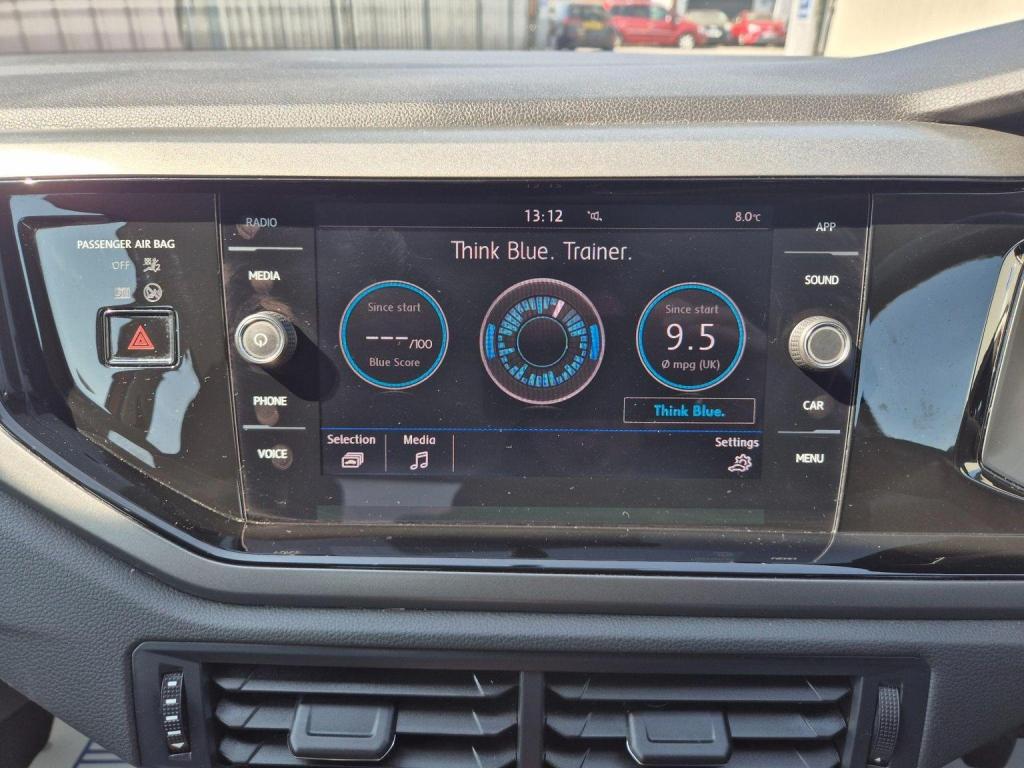 RADIO
13:12
8.0°c
APP
PASSENGER AIR BAG
OFF
MEDIA
Think Blue. Trainer.
SOUND
Since start
---/100
Blue Score
Since start
9.5
Ø mpg (UK)
PHONE
Think Blue.
CAR
VOICE
Selection
Media
Settings
MENU